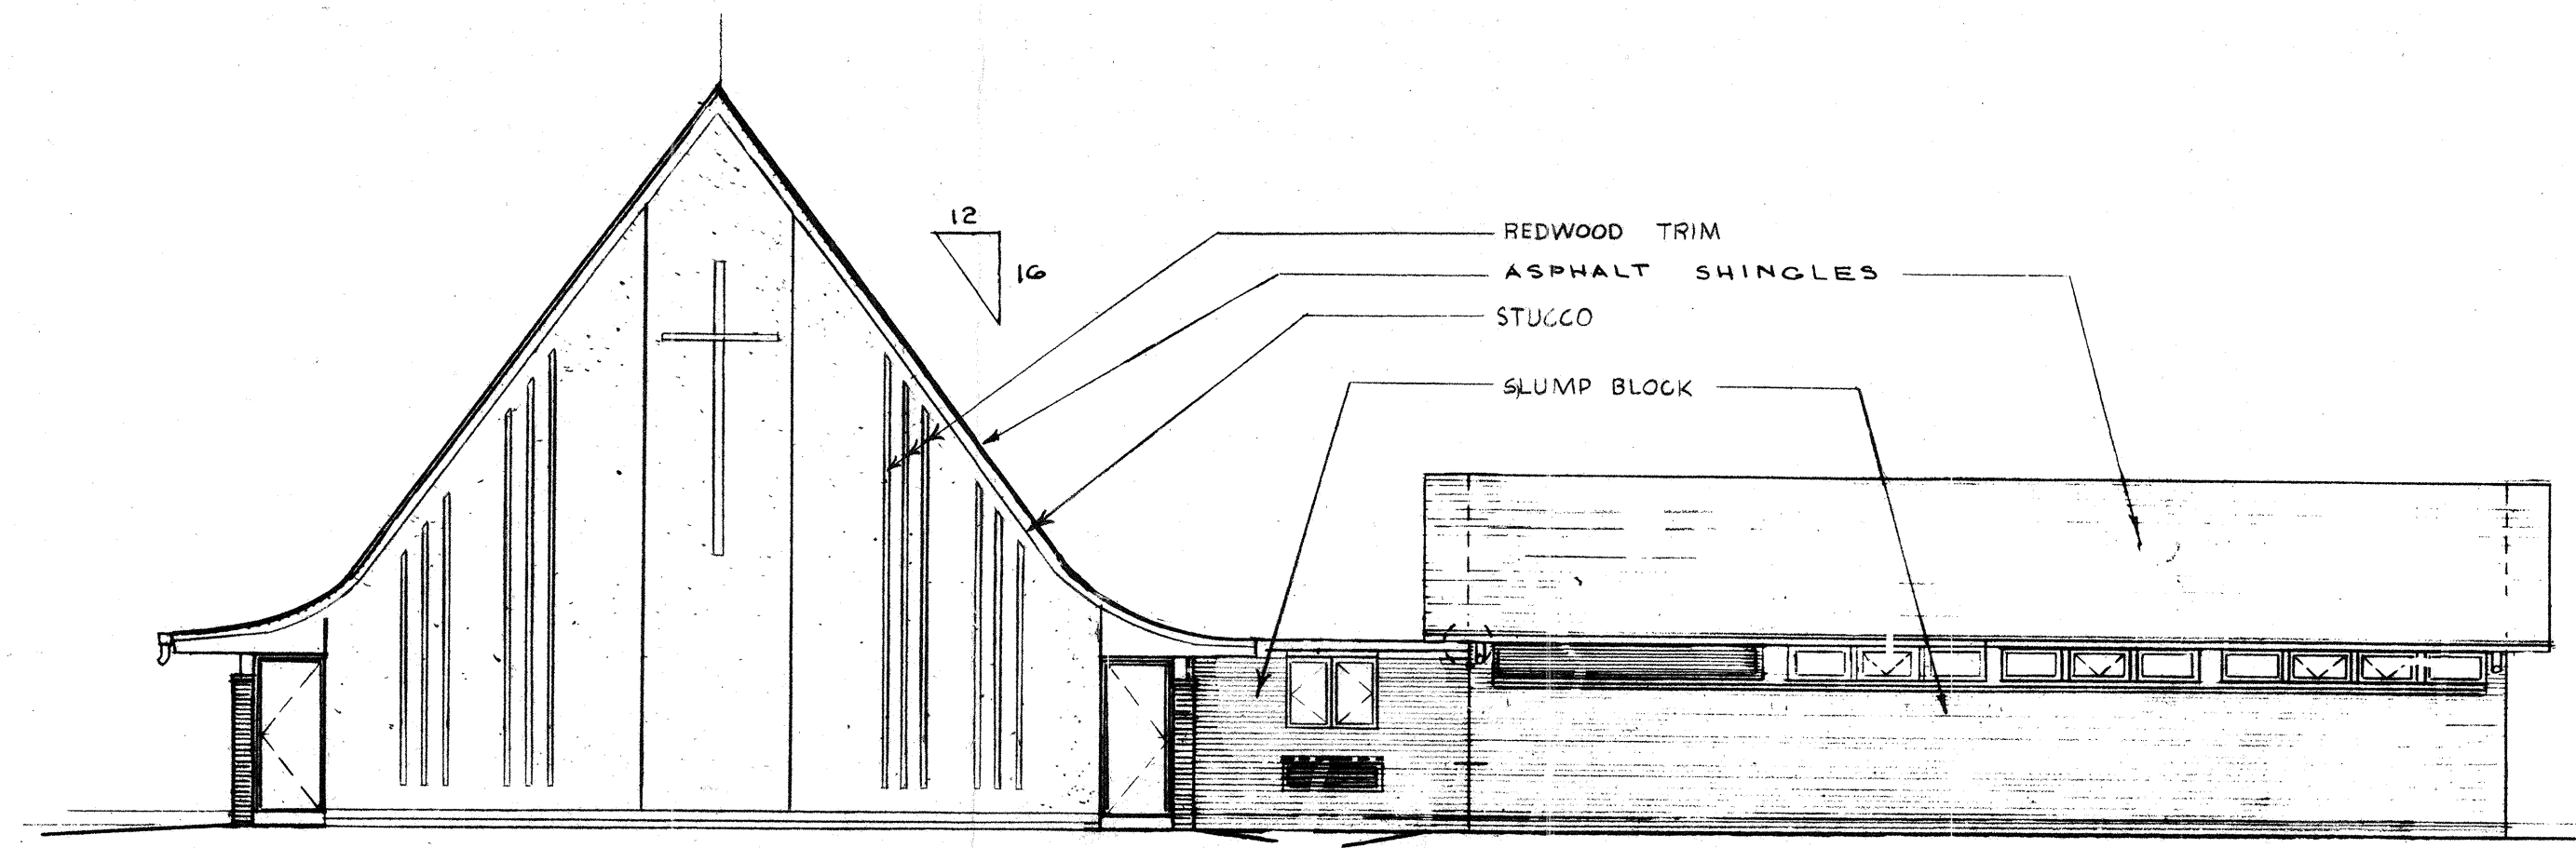 12
16
REDWOOD TRIM
ASPHALT SHINGLES
STUCCO
SLUMP BLOCK